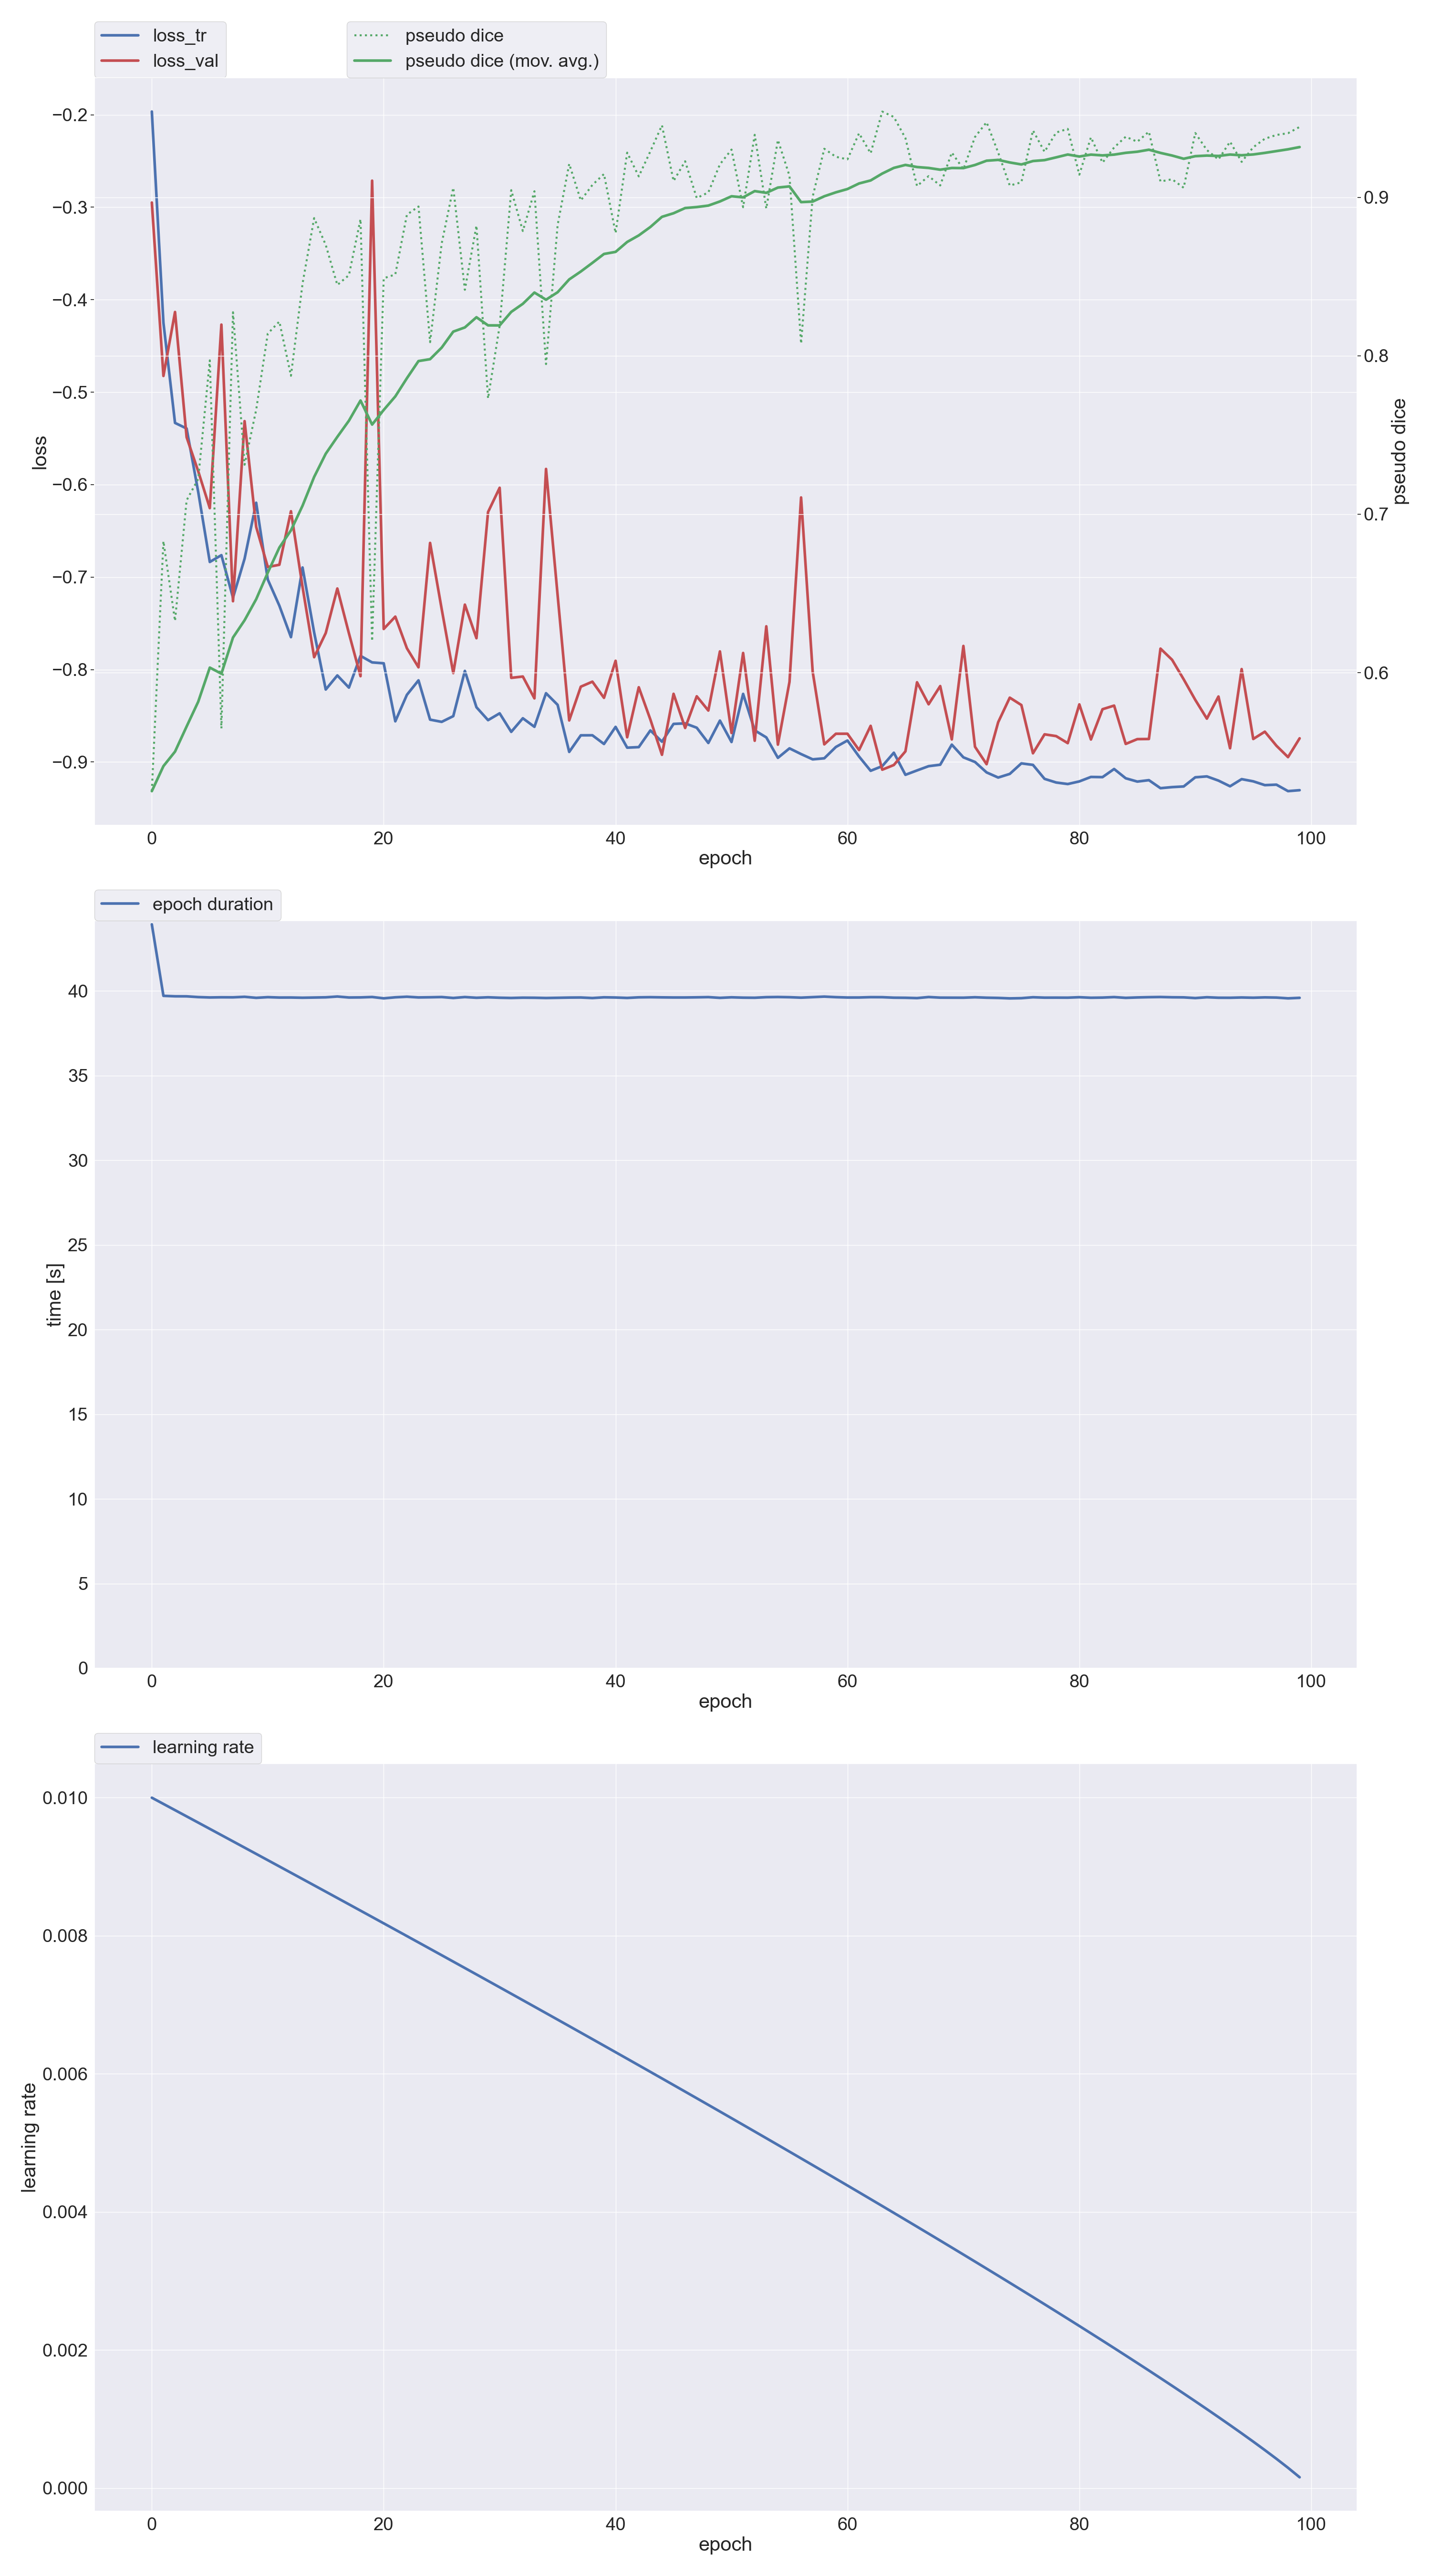 loss_tr
loss_val
pseudo dice
pseudo dice (mov. avg.)
−0.2
−0.3
−0.4
−0.5
−0.6
−0.7
−0.8
−0.9
loss
0.9
0.8
0.7
0.6
pseudo dice
0 20 40 60 80 100
epoch
epoch duration
40
35
30
25
20
15
10
5
0
time [s]
0 20 40 60 80 100
epoch
learning rate
0.010
0.008
0.006
0.004
0.002
0.000
learning rate
0 20 40 60 80 100
epoch